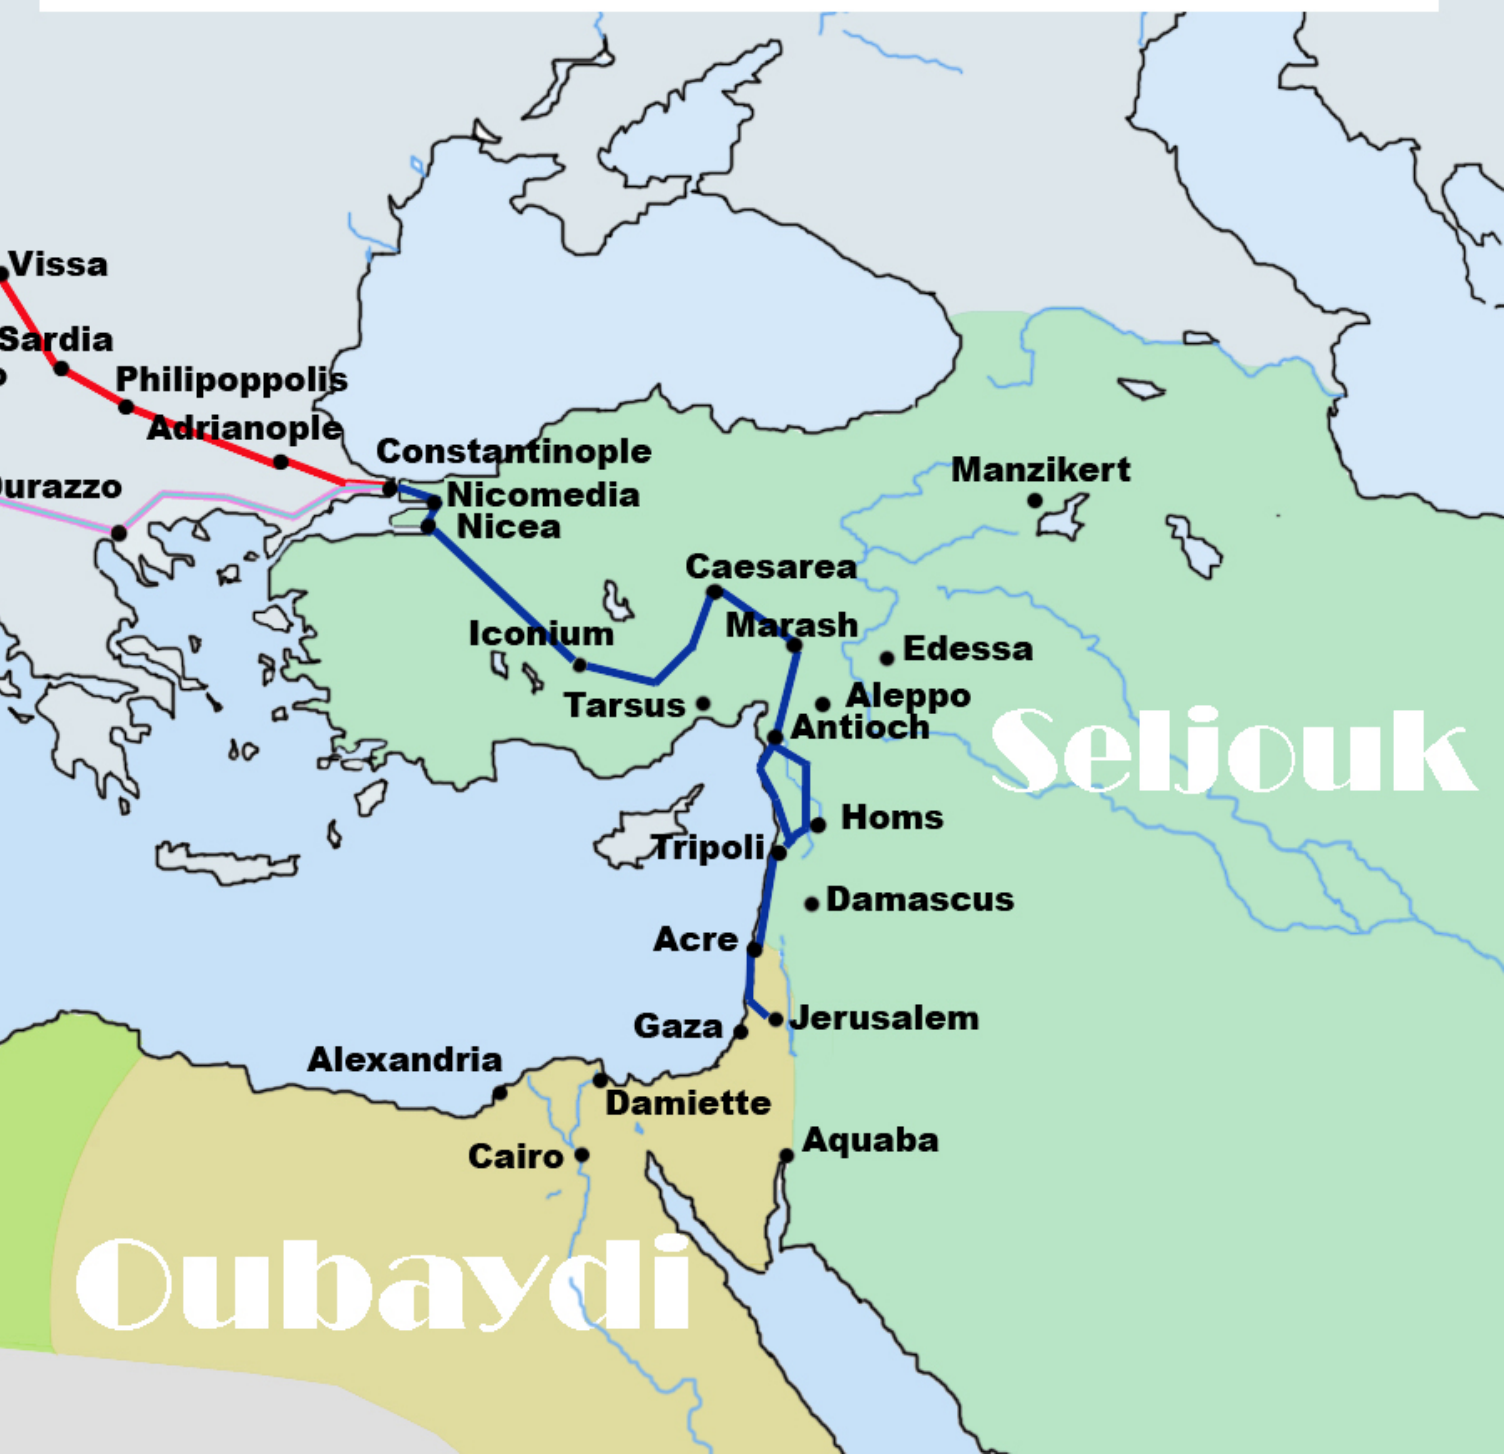 Vissa
Sardia
Philipoppolis
Adrianople
Constantinople
Durazzo
Nicomedia
Nicea
Manzikert
Caesarea
Marash
Iconium
Edessa
Tarsus
Aleppo
Antioch
Seljouk
Homs
Tripoli
Damascus
Acre
Jerusalem
Gaza
Alexandria
Damiette
Aquaba
Cairo
Oubaydi